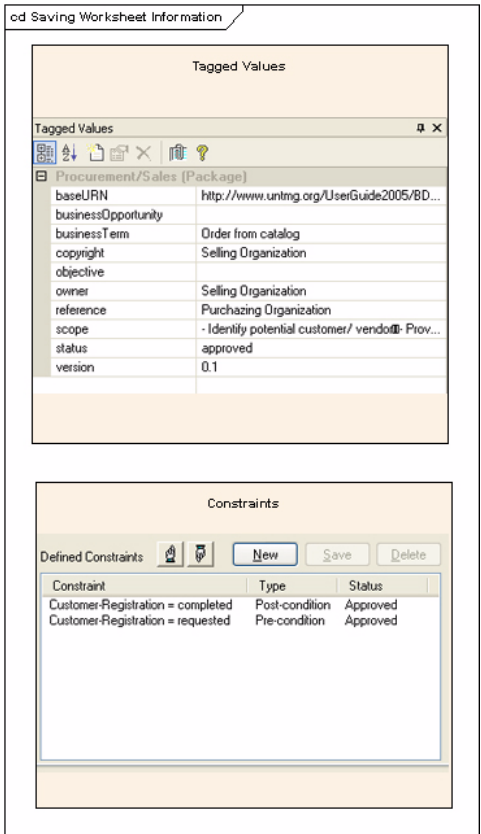 cd Saving Worksheet Information
Tagged Values
Tagged Values
Procurement/Sales (Package)
baseURN http://www.untmg.org/UserGuide2005/BD...
businessOpportunity
businessTerm Order from catalog
copyright Selling Organization
objective
owner Selling Organization
reference Purchazing Organization
scope - Identify potential customer/ vendor - Prov...
status approved
version 0.1
Constraints
Defined Constraints New Save Delete
Constraint Type Status
Customer-Registration = completed Post-condition Approved
Customer-Registration = requested Pre-condition Approved